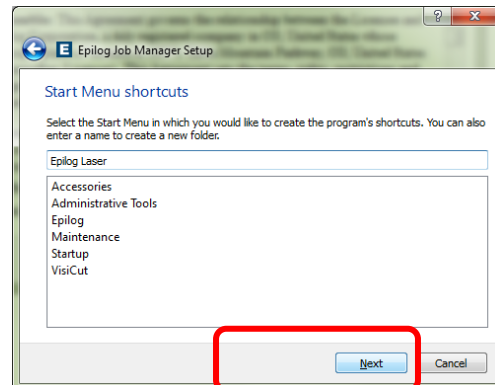 Epilog Job Manager Setup
Start Menu shortcuts
Select the Start Menu in which you would like to create the program's shortcuts. You can also
enter a name to create a new folder.
Epilog Laser
Accessories
Administrative Tools
Epilog
Maintenance
Startup
VisiCut
Next
Cancel